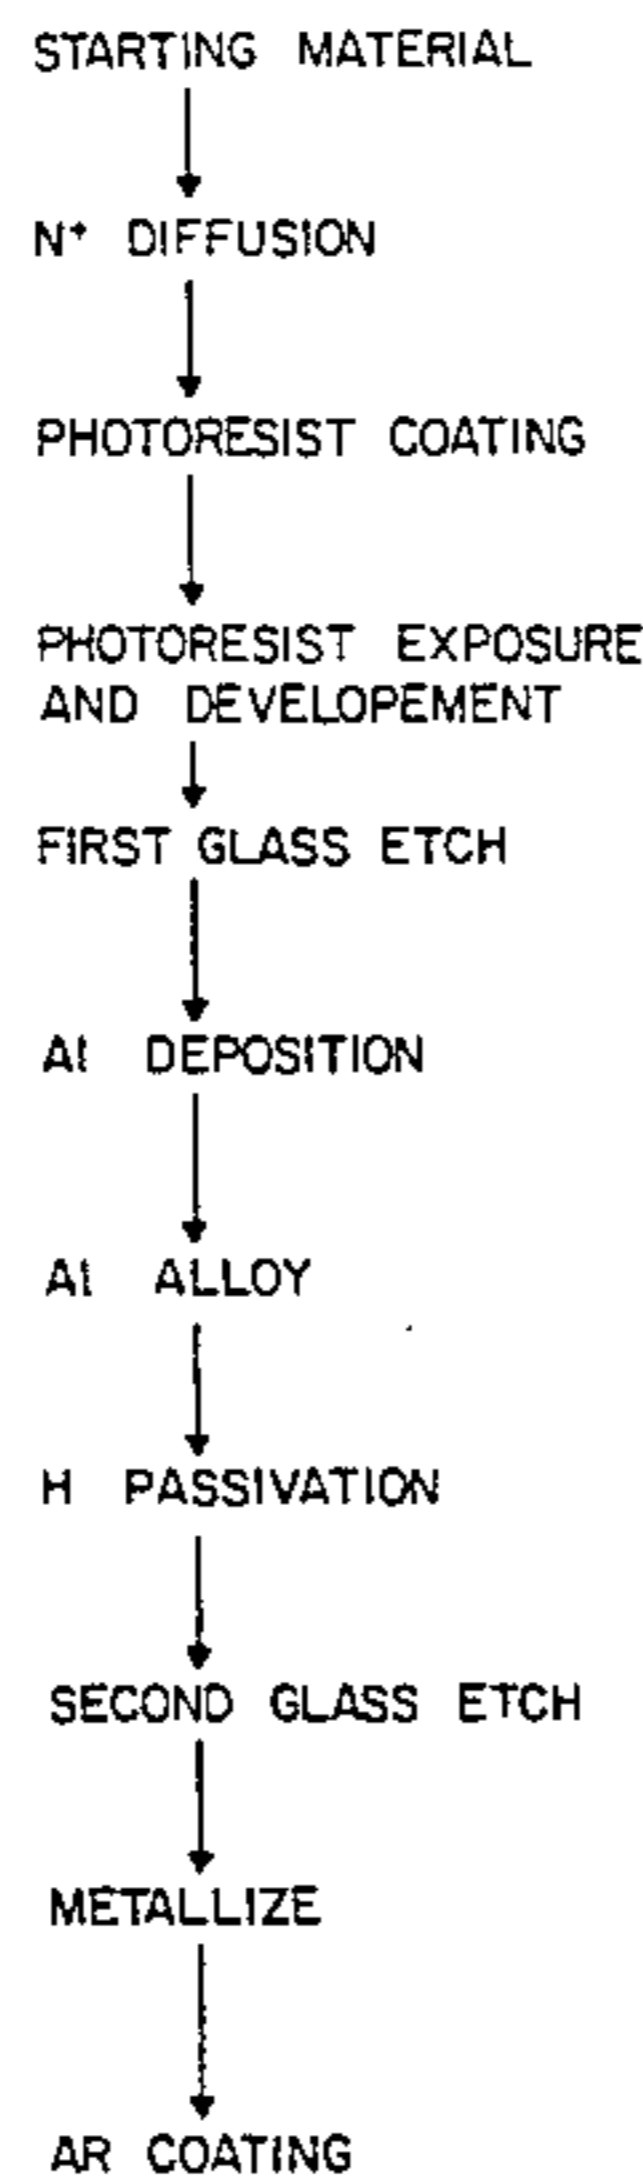 STARTING MATERIAL
N+ DIFFUSION
PHOTORESIST COATING
PHOTORESIST EXPOSURE
AND DEVELOPEMENT
FIRST GLASS ETCH
Al DEPOSITION
Al ALLOY
H PASSIVATION
SECOND GLASS ETCH
METALLIZE
AR COATING